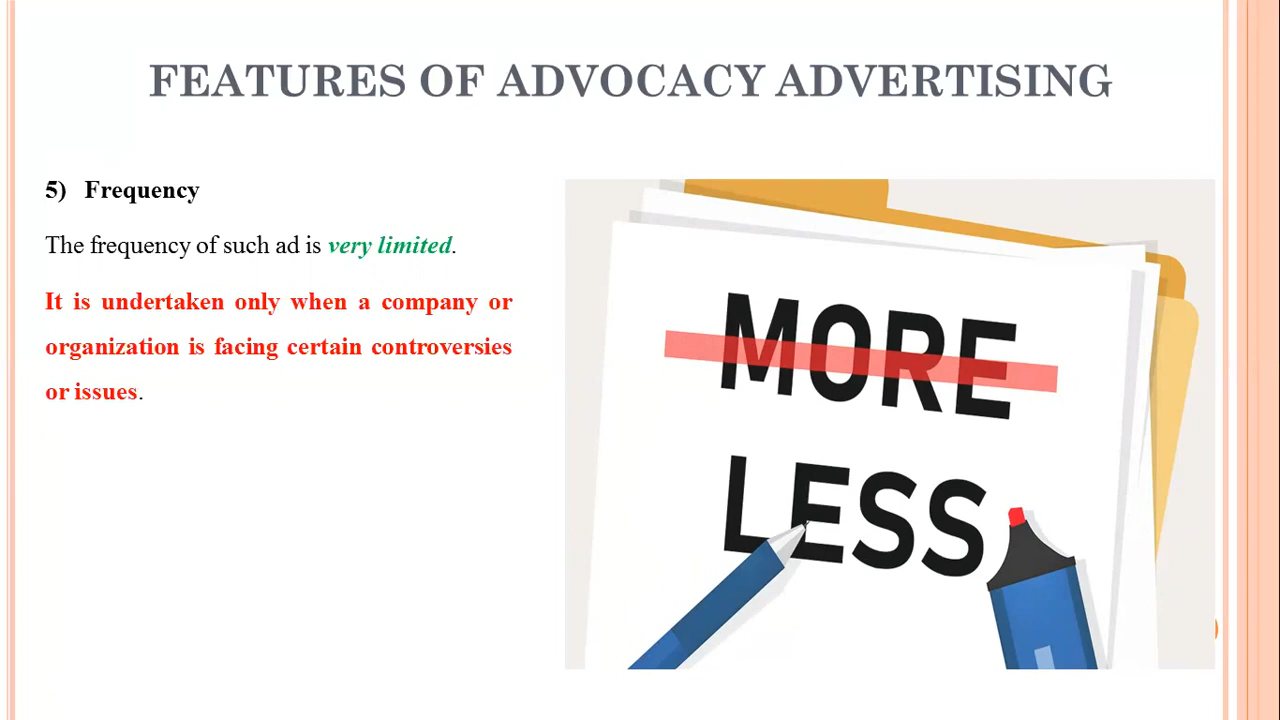 FEATURES OF ADVOCACY ADVERTISING
5) Frequency
The frequency of such ad is very limited.
It is undertaken only when a company or
organization is facing certain controversies
or issues.
MORE
LESS